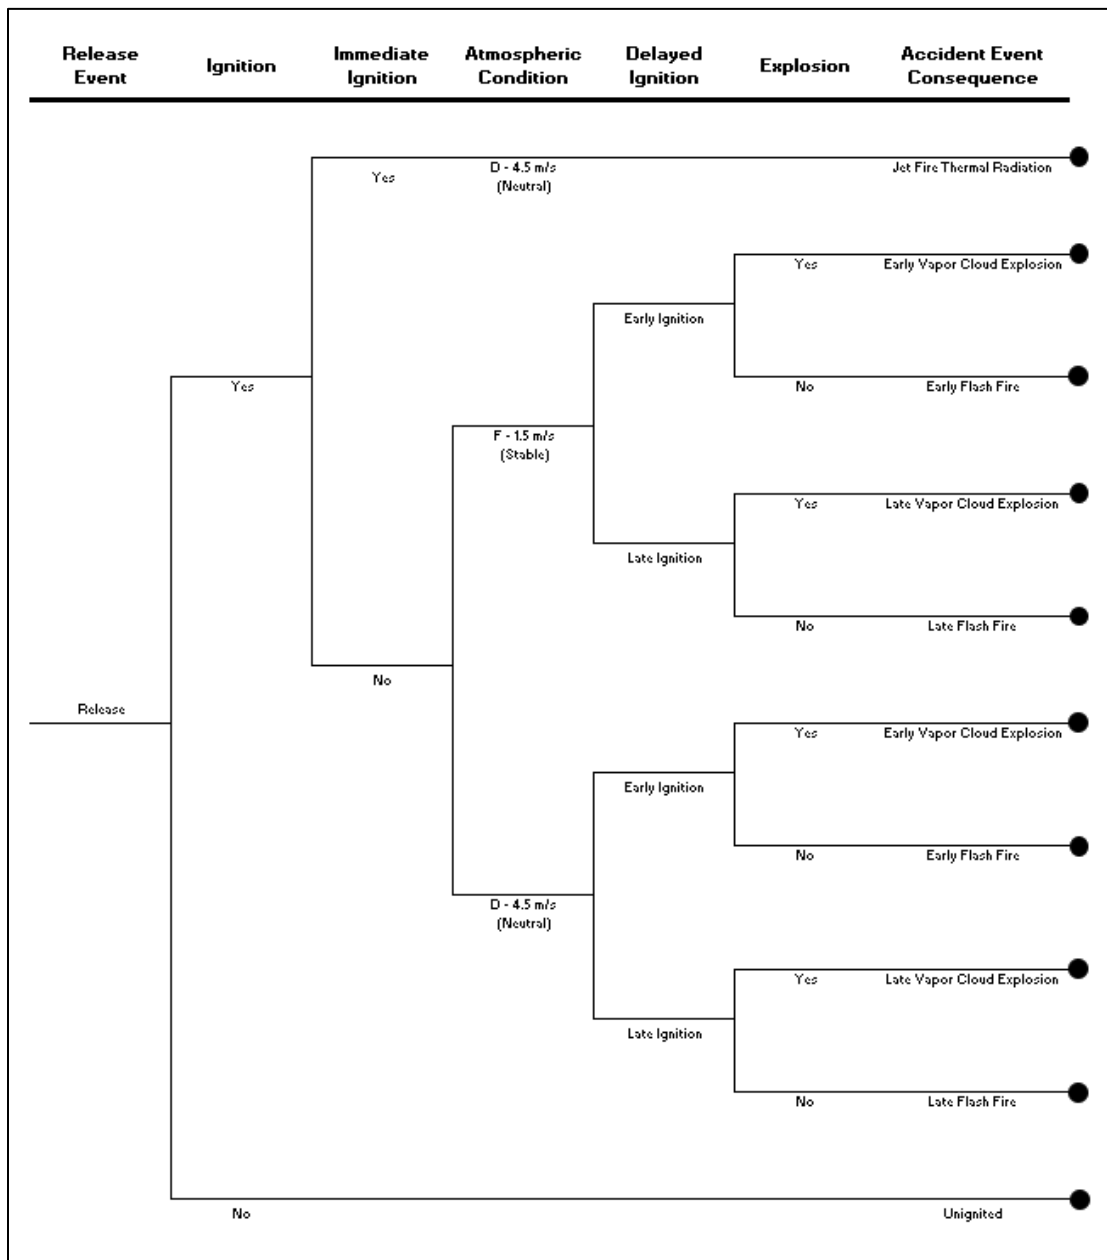 Release Event
Ignition
Immediate Ignition
Atmospheric Condition
Delayed Ignition
Explosion
Accident Event Consequence
Yes
D - 4.5 m/s
(Neutral)
Jet Fire Thermal Radiation
Yes
Early Vapor Cloud Explosion
Early Ignition
Yes
No
Early Flash Fire
F - 1.5 m/s
(Stable)
Yes
Late Vapor Cloud Explosion
Late Ignition
No
Late Flash Fire
No
Release
Yes
Early Vapor Cloud Explosion
Early Ignition
No
Early Flash Fire
D - 4.5 m/s
(Neutral)
Yes
Late Vapor Cloud Explosion
Late Ignition
No
Late Flash Fire
No
Unignited